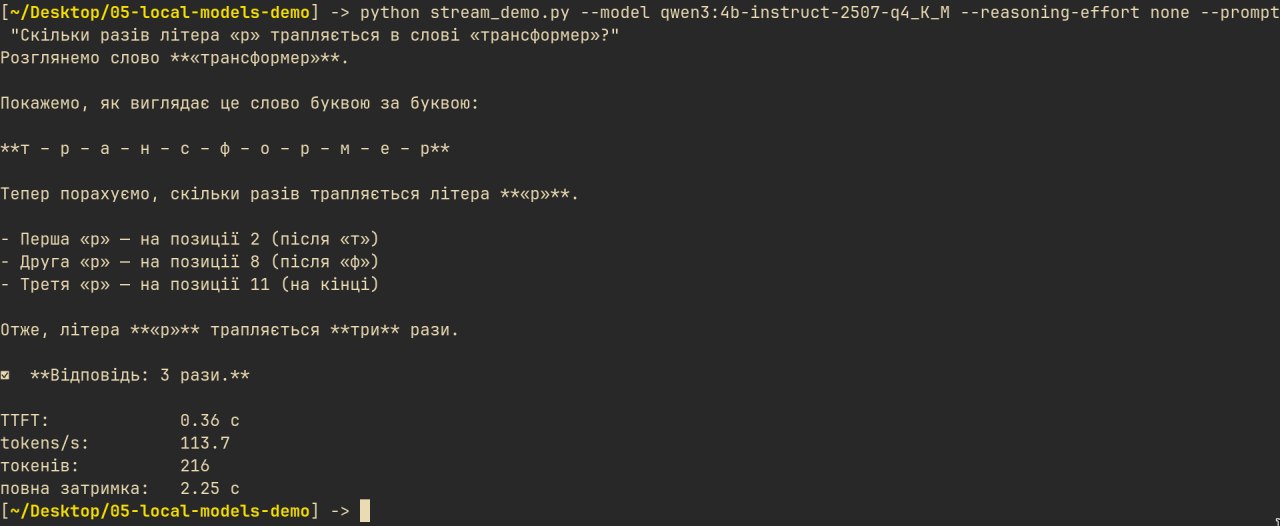 [~/Desktop/05-local-models-demo] -> python stream_demo.py --model qwen3:4b-instruct-2507-q4_K_M --reasoning-effort none --prompt
"Скільки разів літера «р» трапляється в слові «трансформер»?"
Розглянемо слово **«трансформер»**.
Покажемо, як виглядає це слово буквою за буквою:
**т – р – а – н – с – ф – о – р – м – е – р**
Тепер порахуємо, скільки разів трапляється літера **«р»**.
- Перша «р» — на позиції 2 (після «т»)
- Друга «р» — на позиції 8 (після «ф»)
- Третя «р» — на позиції 11 (на кінці)
Отже, літера **«р»** трапляється **три** рази.
☑ **Відповідь: 3 рази.**
TTFT: 0.36 с
tokens/s: 113.7
токенів: 216
повна затримка: 2.25 с
[~/Desktop/05-local-models-demo] ->